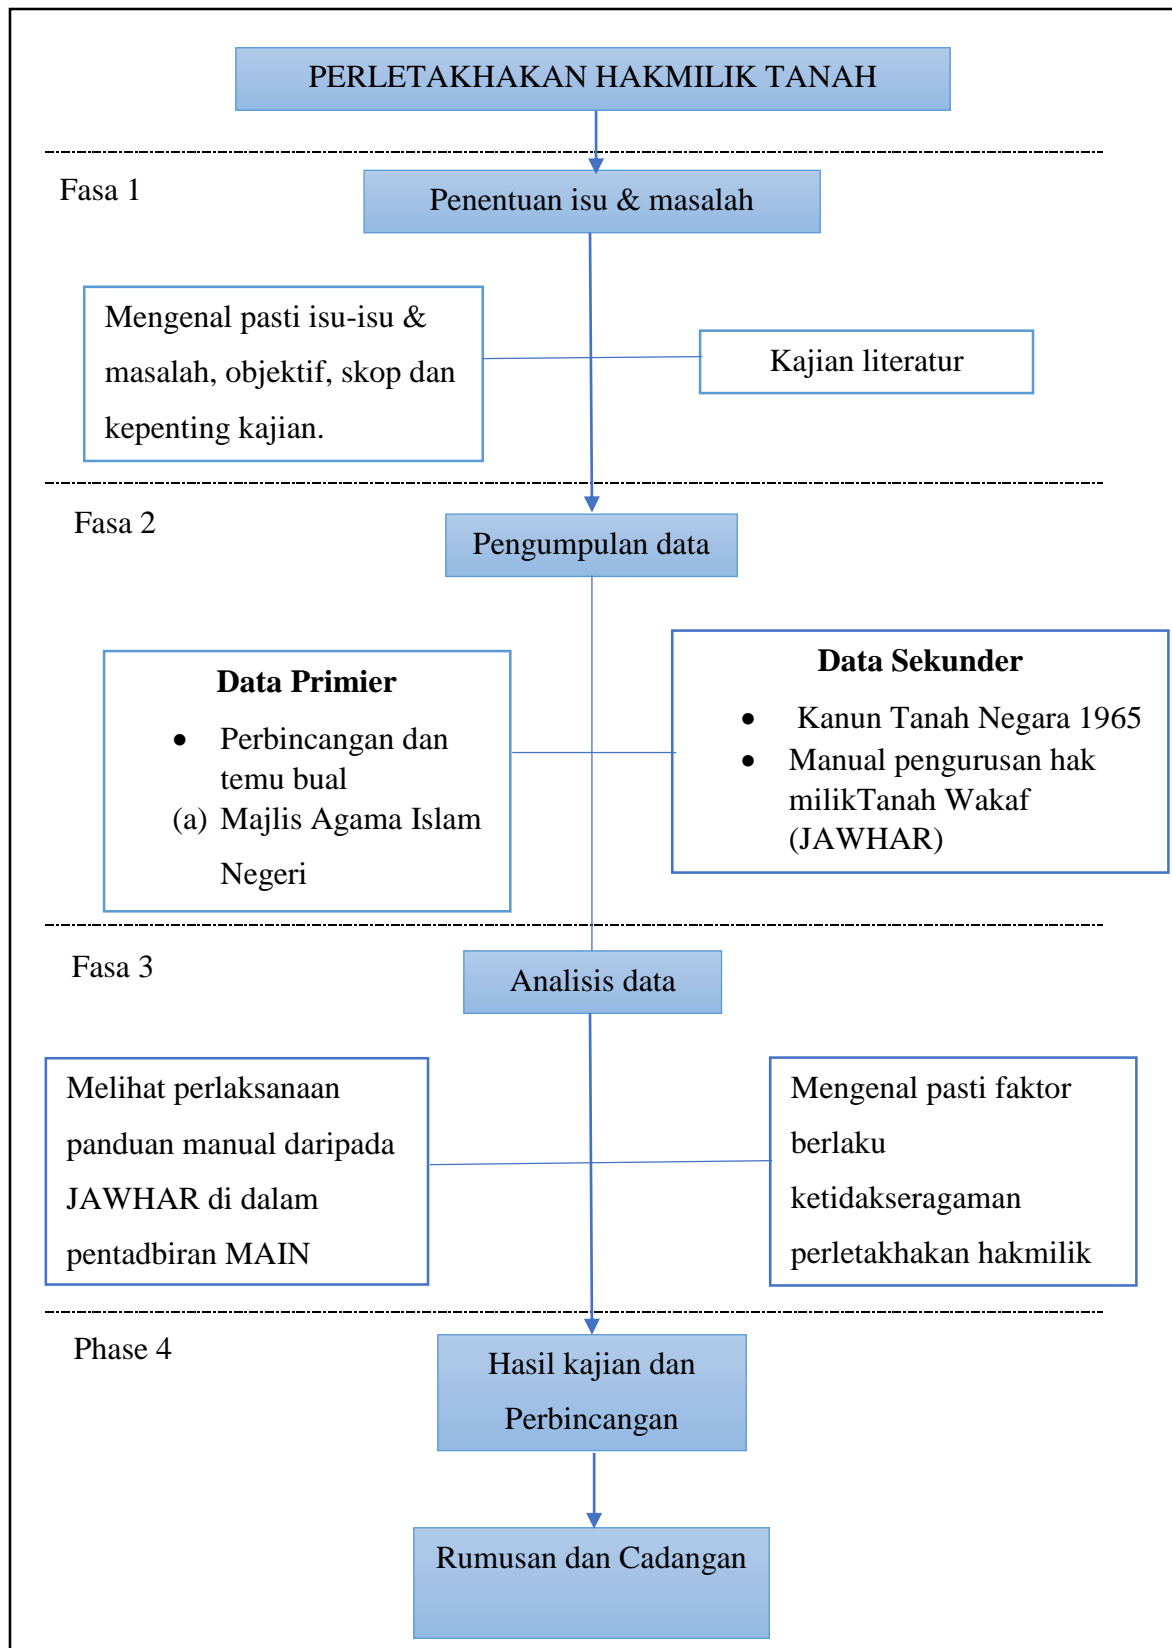 PERLETAKHAKAN HAKMILIK TANAH
Fasa 1
Penentuan isu & masalah
Mengenal pasti isu-isu &
masalah, objektif, skop dan
kepenting kajian.
Kajian literatur
Fasa 2
Pengumpulan data
Data Primier
• Perbincangan dan
temu bual
(a) Majlis Agama Islam
Negeri
Data Sekunder
• Kanun Tanah Negara 1965
• Manual pengurusan hak
milikTanah Wakaf
(JAWHAR)
Fasa 3
Analisis data
Melihat perlaksanaan
panduan manual daripada
JAWHAR di dalam
pentadbiran MAIN
Mengenal pasti faktor
berlaku
ketidakseragaman
perletakhakan hakmilik
Phase 4
Hasil kajian dan
Perbincangan
Rumusan dan Cadangan